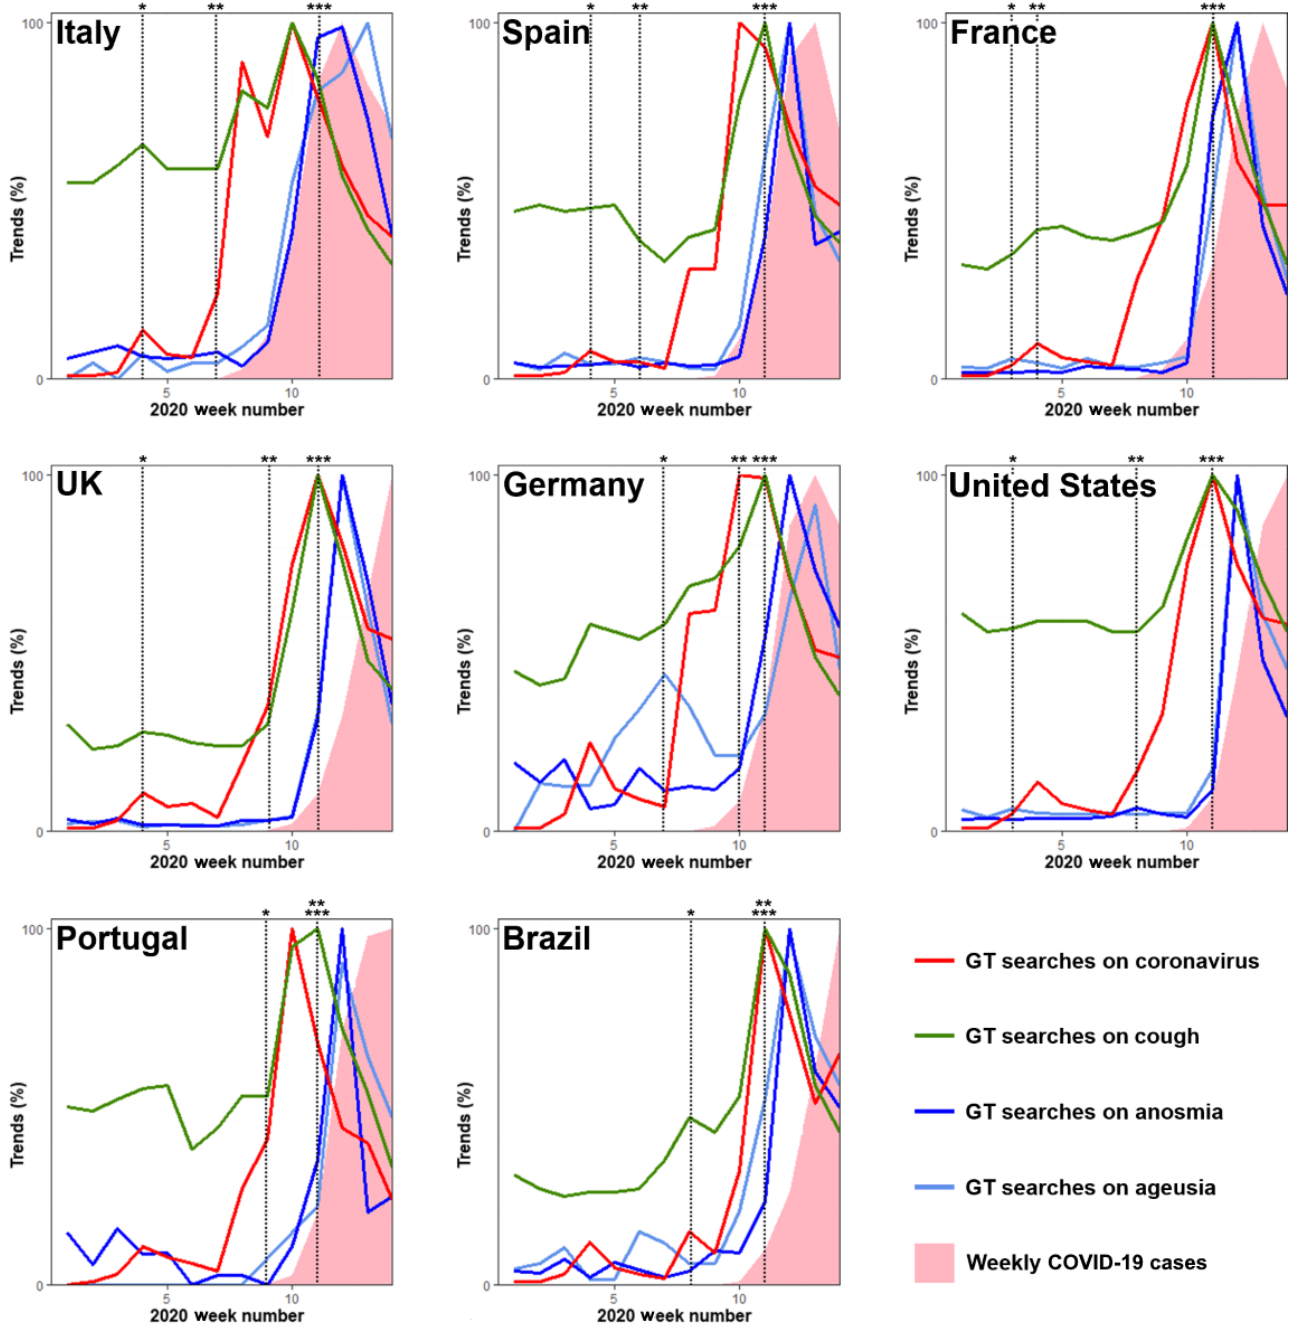 * ** ***
Italy
100
Trends (%)
0
5 10
2020 week number
* ** ***
Spain
100
Trends (%)
0
5 10
2020 week number
* ** ***
France
100
Trends (%)
0
5 10
2020 week number
* ** ***
UK
100
Trends (%)
0
5 10
2020 week number
* ** ***
Germany
100
Trends (%)
0
5 10
2020 week number
* ** ***
United States
100
Trends (%)
0
5 10
2020 week number
**
* ***
Portugal
100
Trends (%)
0
5 10
2020 week number
**
* ***
Brazil
100
Trends (%)
0
5 10
2020 week number
GT searches on coronavirus
GT searches on cough
GT searches on anosmia
GT searches on ageusia
Weekly COVID-19 cases